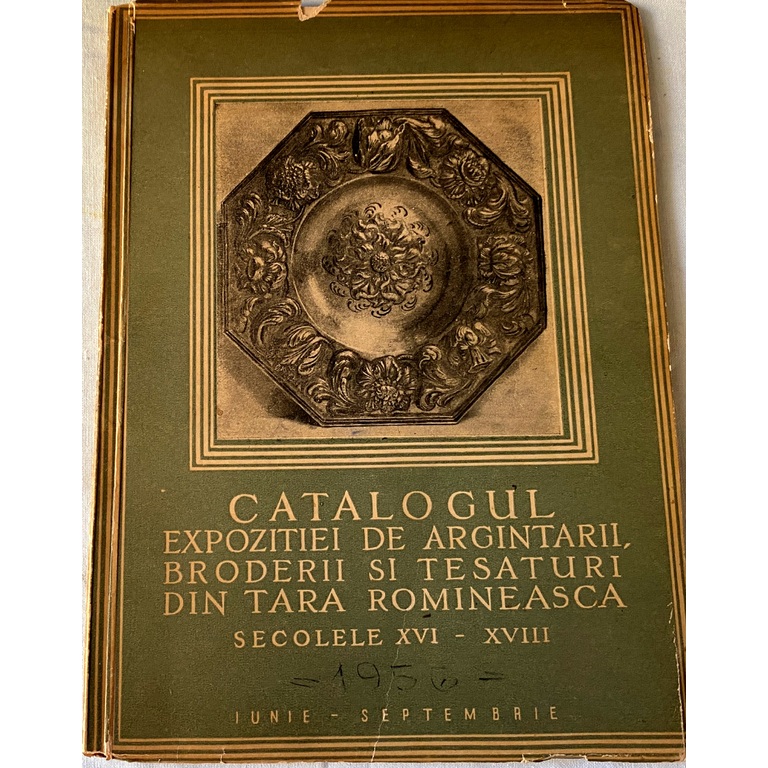 CATALOGUL
EXPOZITIEI DE ARGINTARII,
BRODERII SI TESATURI
DIN TARA ROMINEASCA
SECOLELE XVI - XVIII
- 1956 =
IUNIE - SEPTEMBRIE